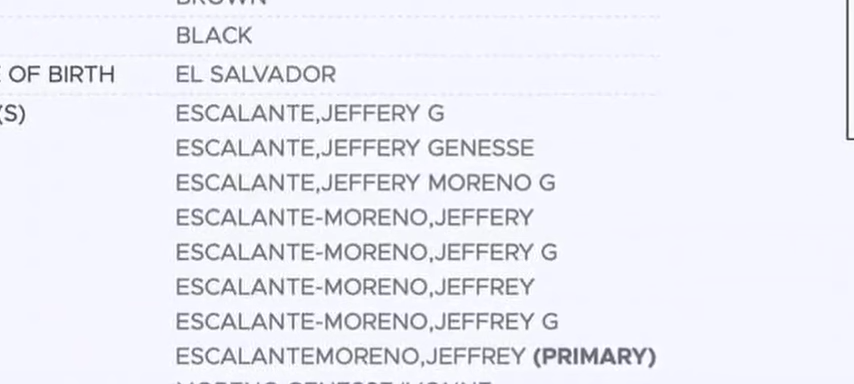 BROWN
BLACK
OF BIRTH EL SALVADOR
(S) ESCALANTE,JEFFERY G
ESCALANTE,JEFFERY GENESSE
ESCALANTE,JEFFERY MORENO G
ESCALANTE-MORENO,JEFFERY
ESCALANTE-MORENO,JEFFERY G
ESCALANTE-MORENO,JEFFREY
ESCALANTE-MORENO,JEFFREY G
ESCALANTEMORENO,JEFFREY (PRIMARY)